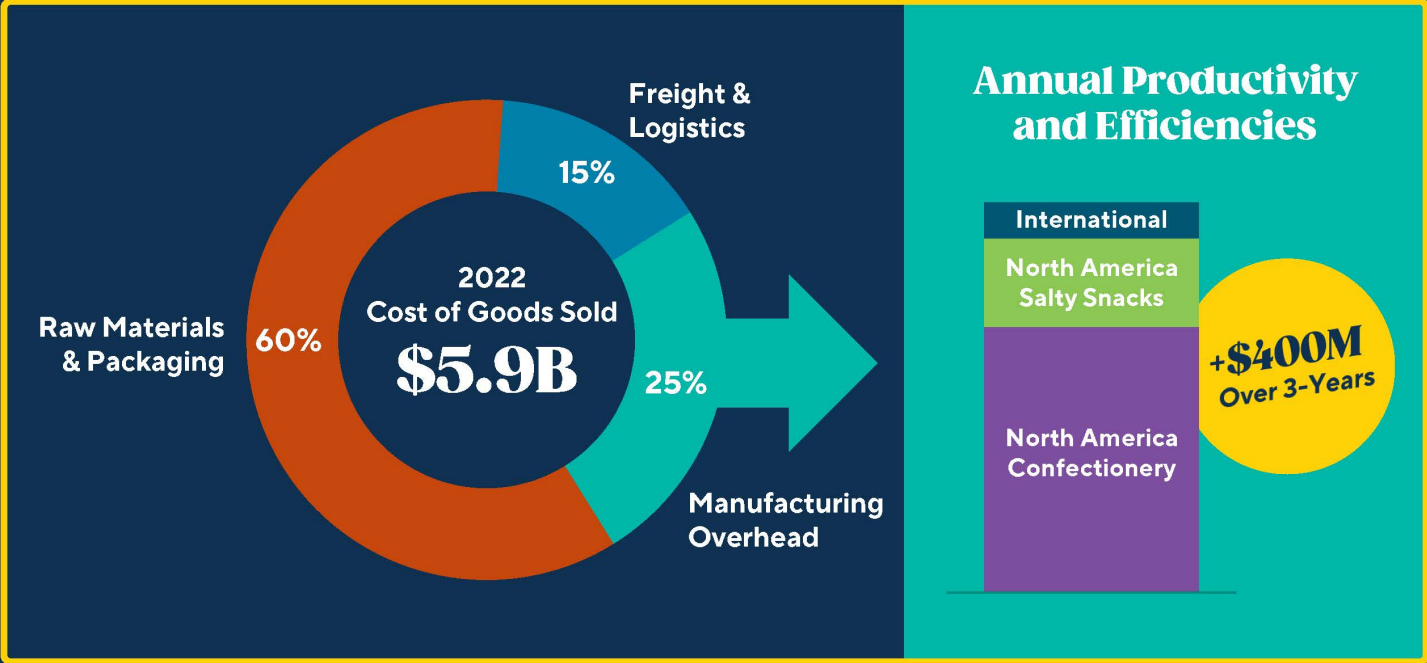 Freight &
Logistics
15%
2022
Cost of Goods Sold
$5.9B
Raw Materials
& Packaging
60%
25%
Manufacturing
Overhead
Annual Productivity
and Efficiencies
International
North America
Salty Snacks
North America
Confectionery
+$400M
Over 3-Years